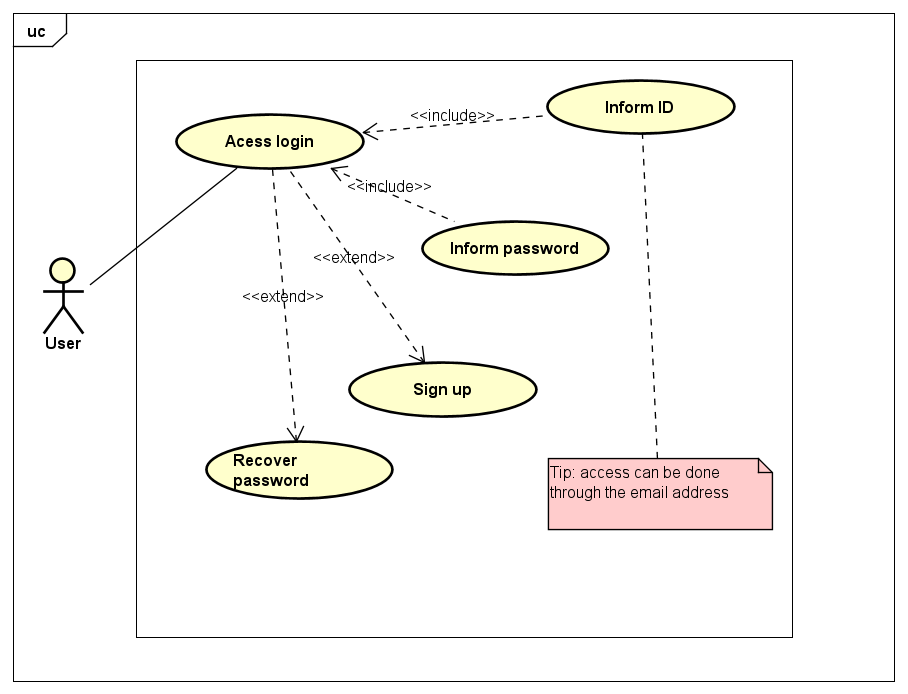 uc
Inform ID
<<include>>
Acess login
<<include>>
Inform password
<<extend>>
<<extend>>
User
Sign up
Recover
password
Tip: access can be done
through the email address